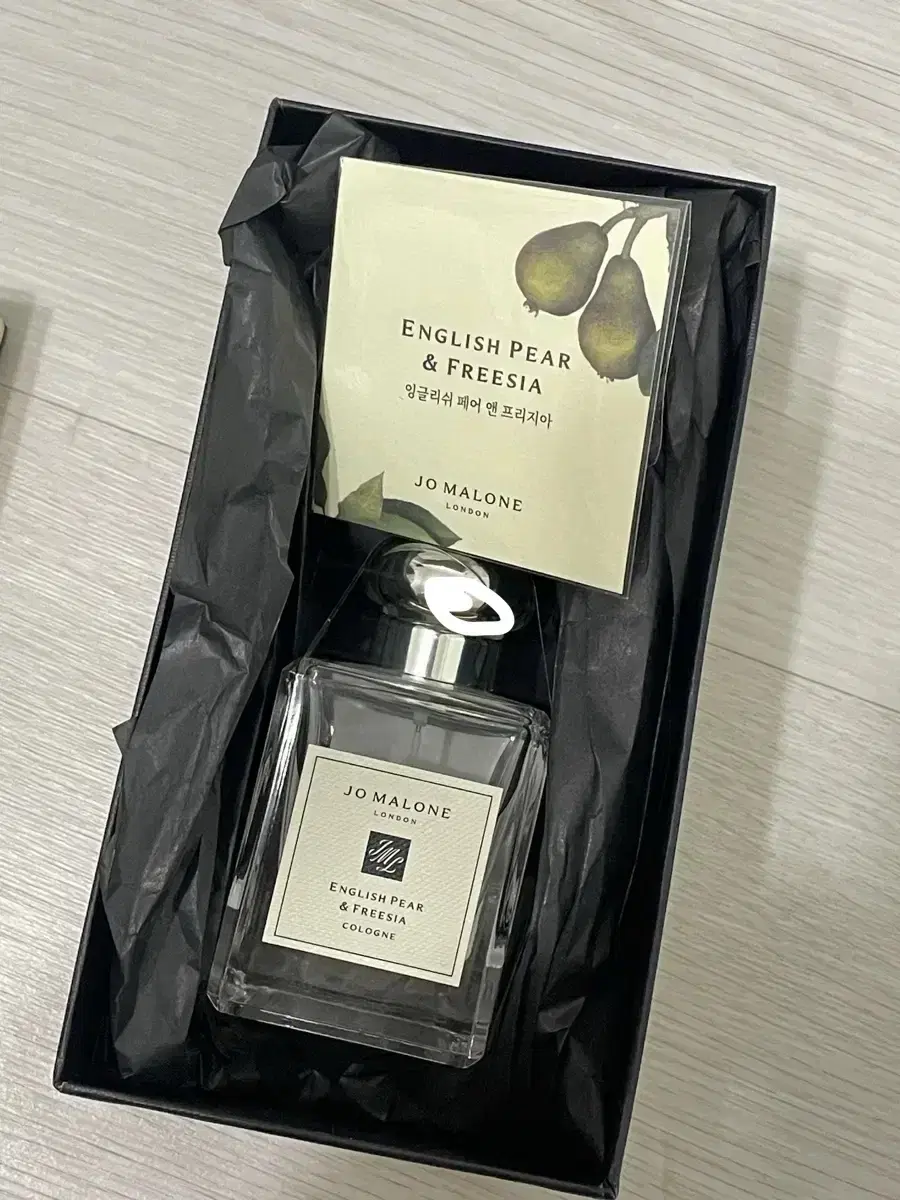 ENGLISH PEAR
& FREESIA
잉글리쉬 페어 앤 프리지아
JO MALONE
LONDON
JO MALONE
LONDON
JML
ENGLISH PEAR
& FREESIA
COLOGNE